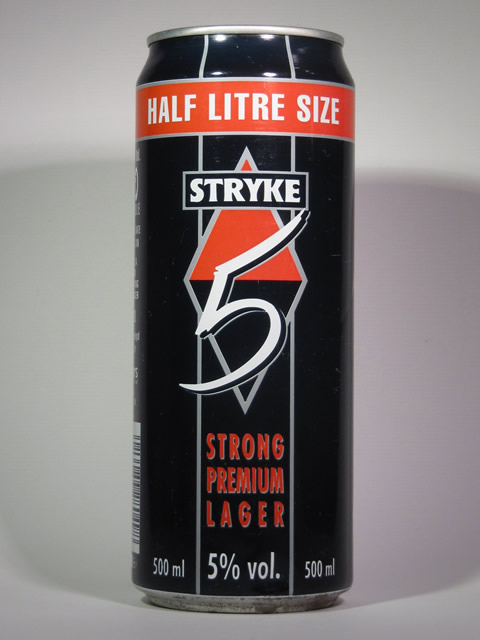 HALF LITRE SIZE
STRYKE
5
STRONG
PREMIUM
LAGER
500 ml 5% vol. 500 ml